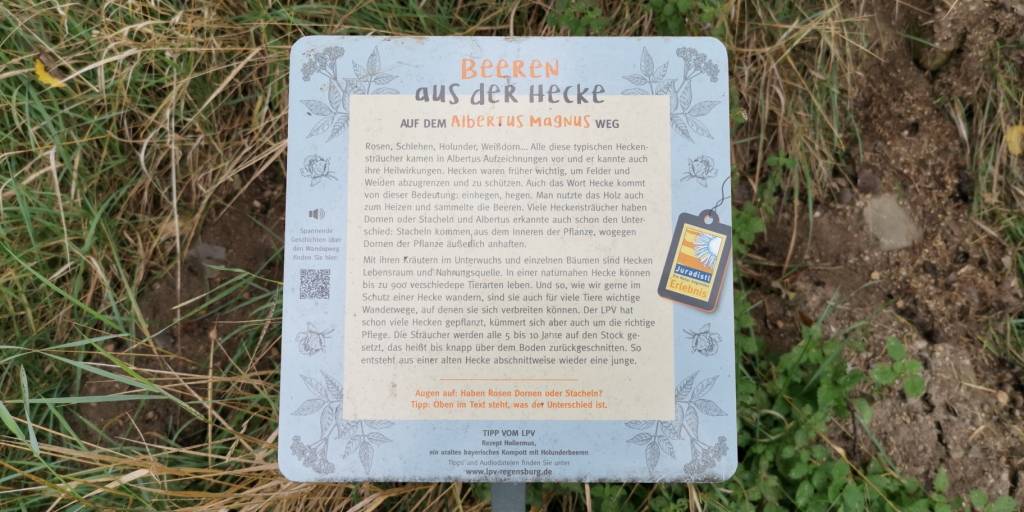 BEEREN
aus der Hecke
AUF DEM Albertus Magnus WEG
Rosen, Schlehen, Holunder, Weißdorn... Alle diese typischen Hecken-
sträucher kamen in Albertus Aufzeichnungen vor und er kannte auch
ihre Heilwirkungen. Hecken waren früher wichtig, um Felder und
Weiden abzugrenzen und zu schützen. Auch das Wort Hecke kommt
von dieser Bedeutung: einhegen, hegen. Man nutzte das Holz auch
zum Heizen und sammelte die Beeren. Viele Heckensträucher haben
Dornen oder Stacheln und Albertus erkannte auch schon den Unter-
schied: Stacheln kommen aus dem Inneren der Pflanze, wogegen
Dornen der Pflanze äußerlich anhaften.
Mit ihren Kräutern im Unterwuchs und einzelnen Bäumen sind Hecken
Lebensraum und Nahrungsquelle. In einer naturnahen Hecke können
bis zu 900 verschiedene Tierarten leben. Und so, wie wir gerne im
Schutz einer Hecke wandern, sind sie auch für viele Tiere wichtige
Wanderwege, auf denen sie sich verbreiten können. Der LPV hat
schon viele Hecken gepflanzt, kümmert sich aber auch um die richtige
Pflege. Die Sträucher werden alle 5 bis 10 Jahre auf den Stock ge-
setzt, das heißt bis knapp über dem Boden zurückgeschnitten. So
entsteht aus einer alten Hecke abschnittweise wieder eine junge.
Augen auf: Haben Rosen Dornen oder Stacheln?
Tipp: Oben im Text steht, was der Unterschied ist.
Spannende
Geschichten über
den Wandsweg
finden Sie hier:
Juradistl
Erlebnis
TIPP VOM LPV
Rezept Hollermus,
ein uraltes bayerisches Kompott mit Holunderbeeren
Tipps und Audiodateien finden Sie unter
www.lpv-regensburg.de